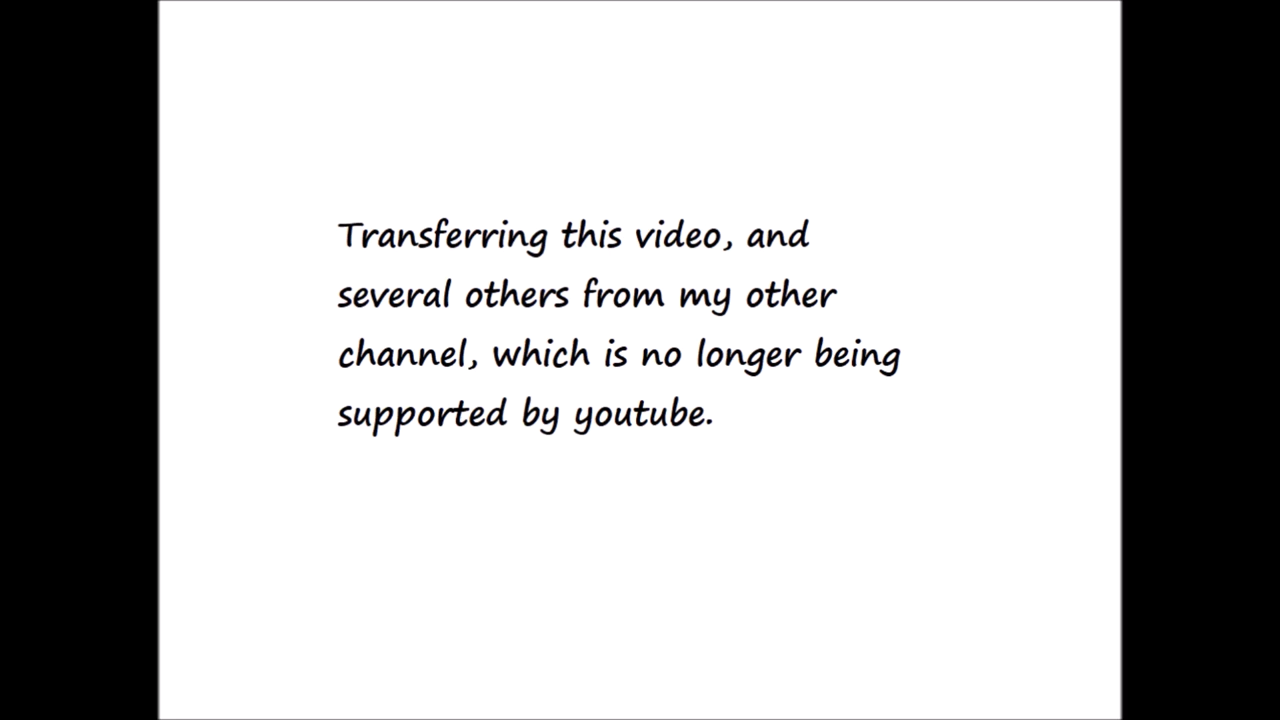 Transferring this video, and
several others from my other
channel, which is no longer being
supported by youtube.